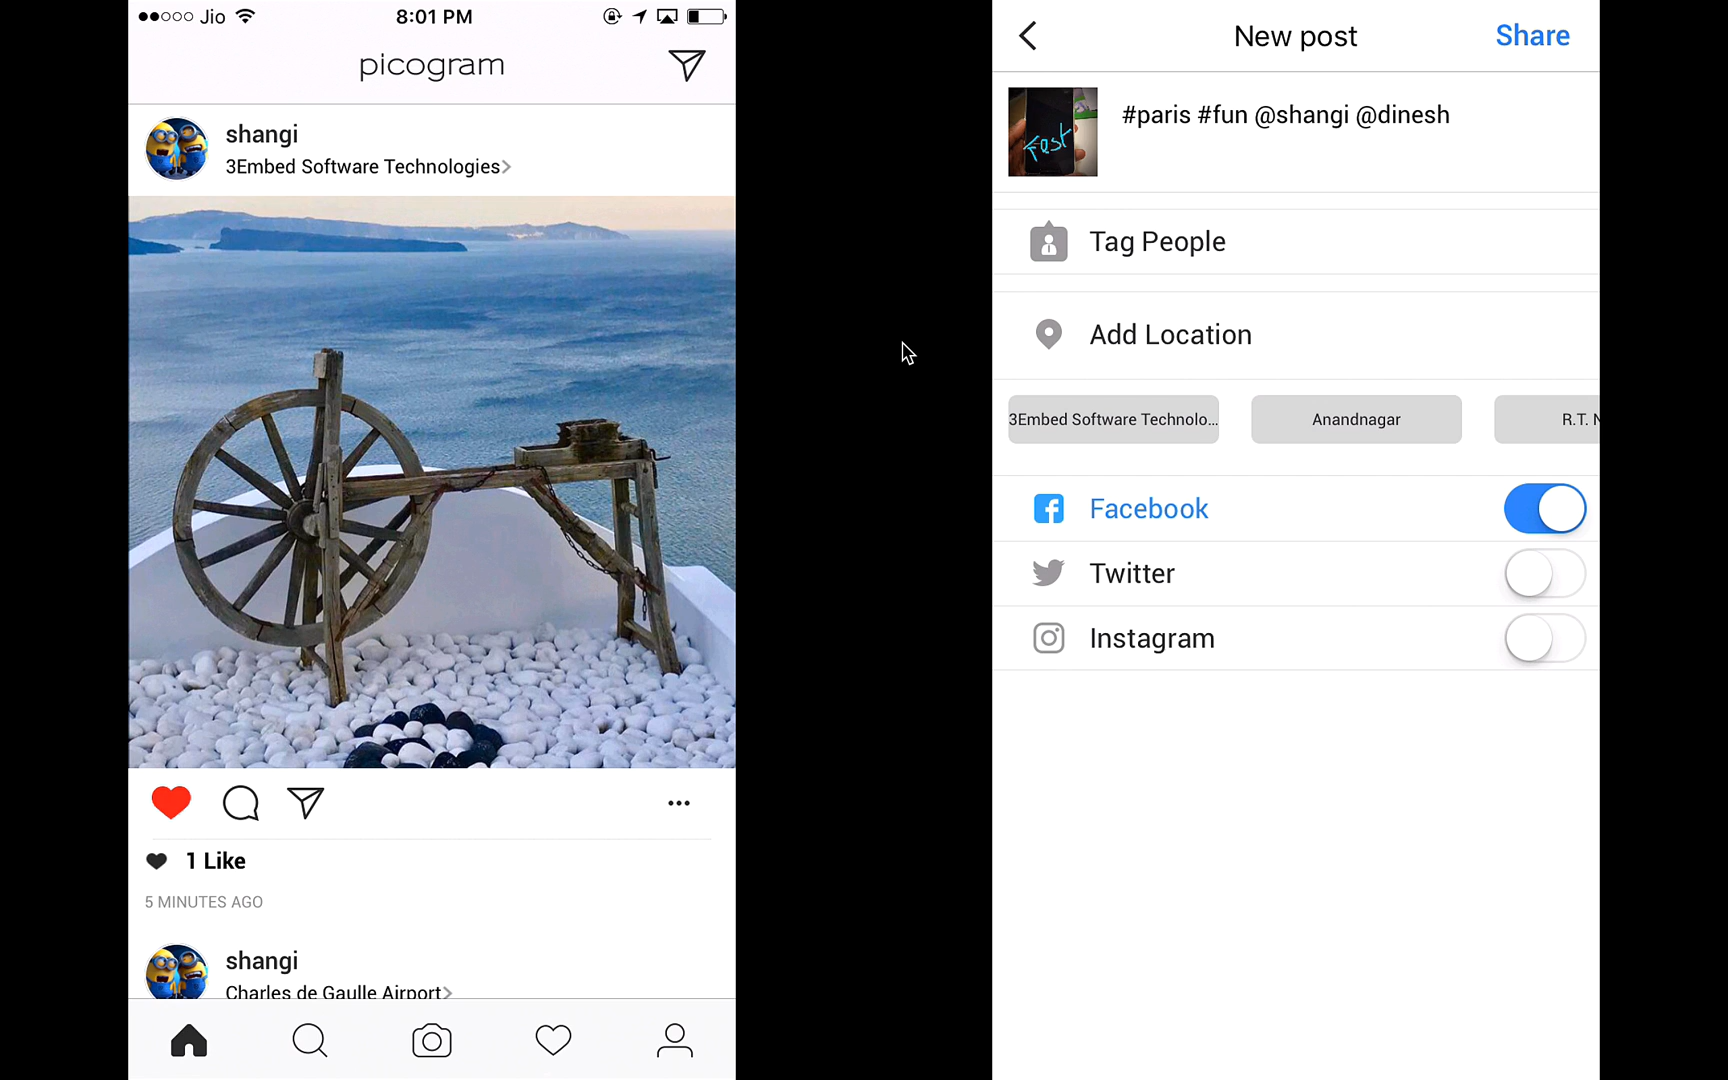 Jio
8:01 PM
picogram
shangi
3Embed Software Technologies>
1 Like
5 MINUTES AGO
shangi
Charles de Gaulle Airport>
New post
Share
#paris #fun @shangi @dinesh
Tag People
Add Location
3Embed Software Technolo...
Anandnagar
R.T.
Facebook
Twitter
Instagram